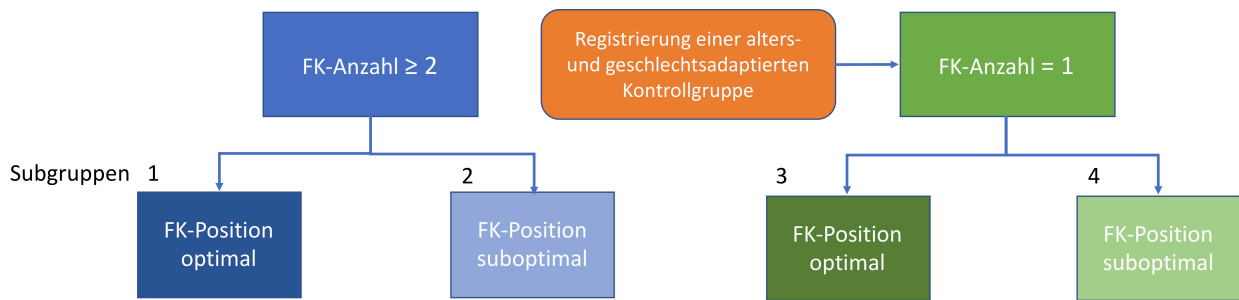 FK-Anzahl ≥ 2
Registrierung einer alters-
und geschlechtsadaptierten
Kontrollgruppe
FK-Anzahl = 1
Subgruppen 1
2
3
4
FK-Position
optimal
FK-Position
suboptimal
FK-Position
optimal
FK-Position
suboptimal